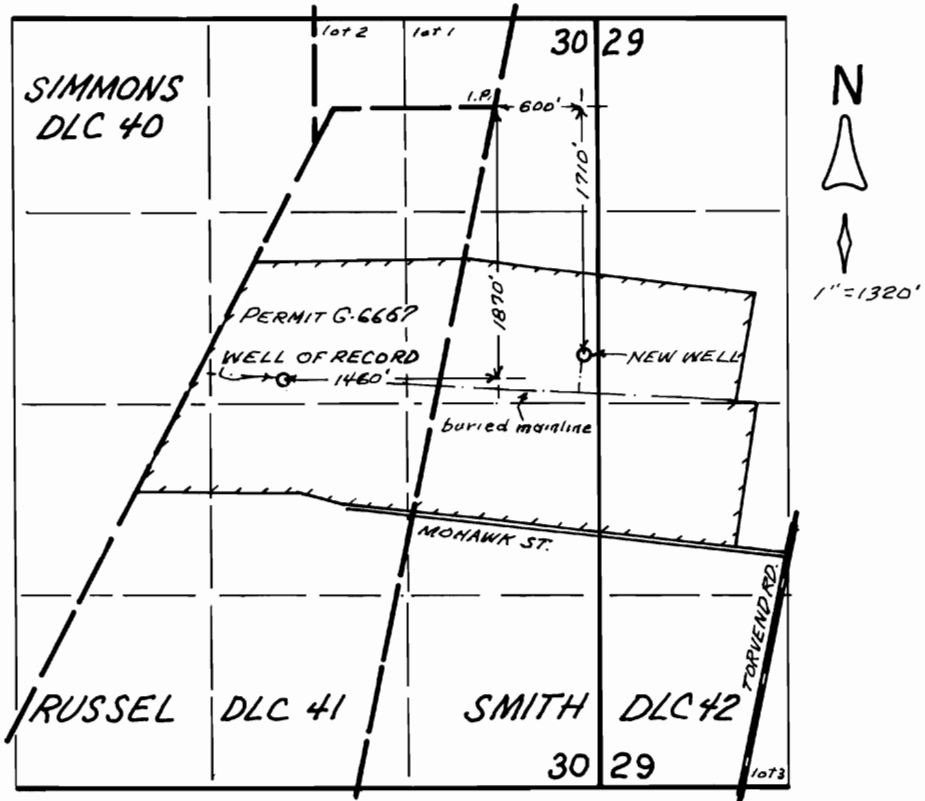 lot 2
lot 1
30
29
SIMMONS
DLC 40
N
I.P.
600'
1710'
1870'
1"=1320'
PERMIT G-6667
WELL OF RECORD
1460'
NEW WELL
buried mainline
MOHAWK ST.
TORVEND RD.
RUSSEL
DLC 41
SMITH
DLC 42
30
29
lot 3